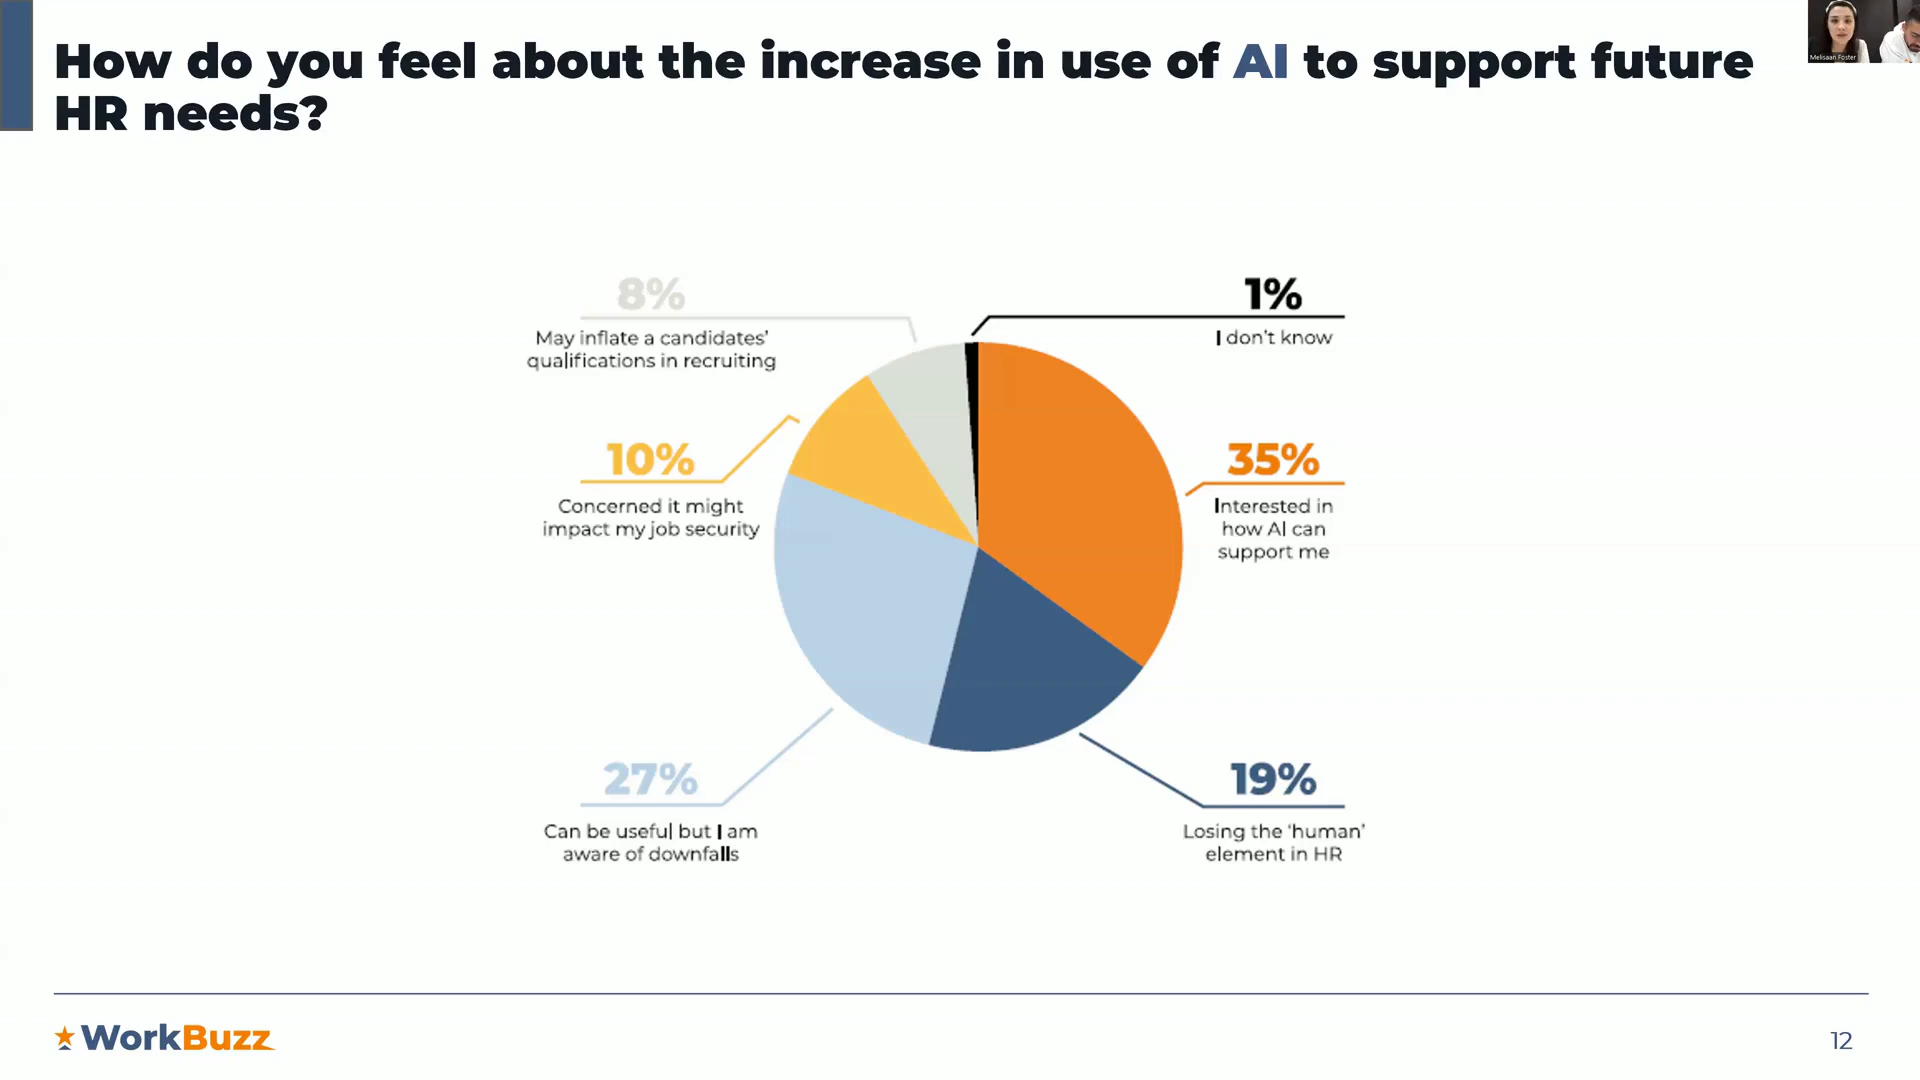 How do you feel about the increase in use of AI to support future
HR needs?
Melisaan Foster
8%
May inflate a candidates'
qualifications in recruiting
1%
I don't know
10%
Concerned it might
impact my job security
35%
Interested in
how AI can
support me
27%
Can be useful but I am
aware of downfalls
19%
Losing the 'human'
element in HR
WorkBuzz
12